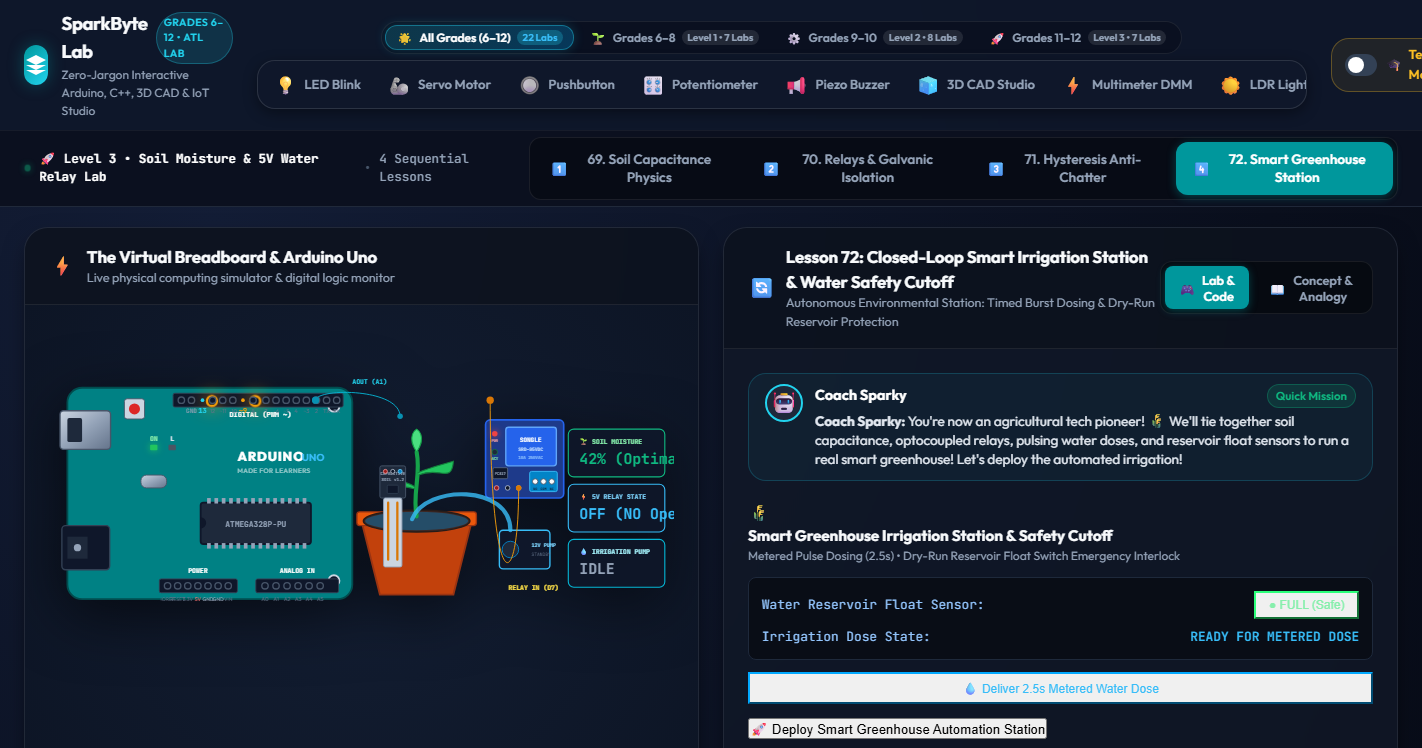 SparkByte Lab
GRADES 6–12 • ATL LAB
Zero-Jargon Interactive
Arduino, C++, 3D CAD & IoT
Studio
All Grades (6–12) 22 Labs
Grades 6–8 Level 1 • 7 Labs
Grades 9–10 Level 2 • 8 Labs
Grades 11–12 Level 3 • 7 Labs
LED Blink
Servo Motor
Pushbutton
Potentiometer
Piezo Buzzer
3D CAD Studio
Multimeter DMM
LDR Light
Level 3 • Soil Moisture & 5V Water
Relay Lab
• 4 Sequential
Lessons
1 69. Soil Capacitance
Physics
2 70. Relays & Galvanic
Isolation
3 71. Hysteresis Anti-
Chatter
4 72. Smart Greenhouse
Station
The Virtual Breadboard & Arduino Uno
Live physical computing simulator & digital logic monitor
AOUT (A1)
GND 13
DIGITAL (PWM ~)
ON L
ARDUINO UNO
MADE FOR LEARNERS
ATMEGA328P-PU
POWER
ANALOG IN
SONGLE
12V PUMP
RELAY IN (D7)
SOIL MOISTURE
42% (Optima
5V RELAY STATE
OFF (NO Ope
IRRIGATION PUMP
IDLE
Lesson 72: Closed-Loop Smart Irrigation Station
& Water Safety Cutoff
Autonomous Environmental Station: Timed Burst Dosing & Dry-Run
Reservoir Protection
Lab &
Code
Concept &
Analogy
Coach Sparky
Quick Mission
Coach Sparky: You're now an agricultural tech pioneer! We'll tie together soil
capacitance, optocoupled relays, pulsing water doses, and reservoir float sensors to run a
real smart greenhouse! Let's deploy the automated irrigation!
Smart Greenhouse Irrigation Station & Safety Cutoff
Metered Pulse Dosing (2.5s) • Dry-Run Reservoir Float Switch Emergency Interlock
Water Reservoir Float Sensor:
● FULL (Safe)
Irrigation Dose State:
READY FOR METERED DOSE
Deliver 2.5s Metered Water Dose
Deploy Smart Greenhouse Automation Station